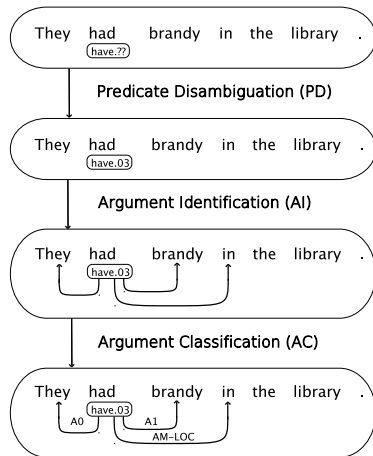 They had brandy in the library .
have.??
Predicate Disambiguation (PD)
They had brandy in the library .
have.03
Argument Identification (AI)
They had brandy in the library .
have.03
Argument Classification (AC)
They had brandy in the library .
have.03
A0 A1
AM-LOC